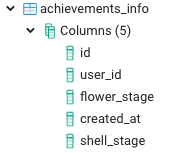 achievements_info
Columns (5)
id
user_id
flower_stage
created_at
shell_stage